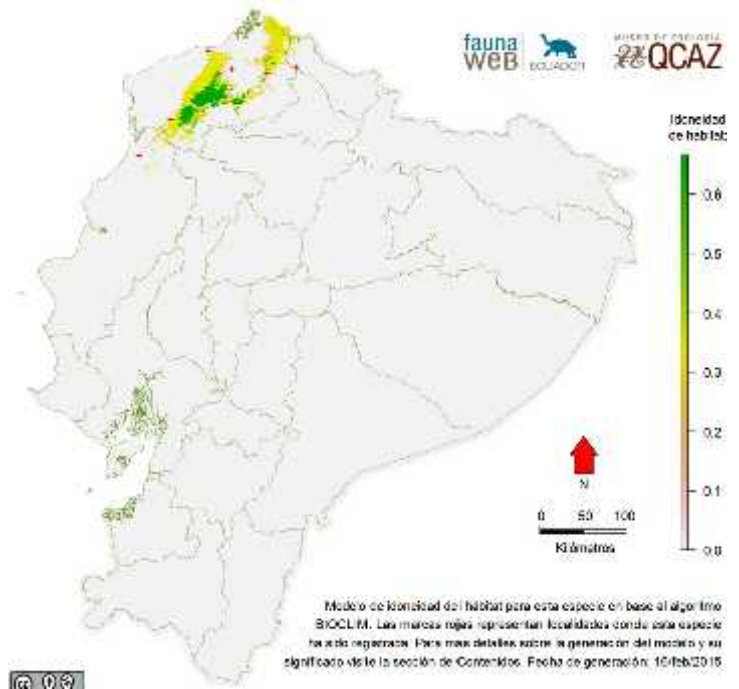 fauna
WEB ECUADOR
MUSEO DE ZOOLOGÍA
QCAZ
Idoneidad
de hábitat
0.6
0.5
0.4
0.3
0.2
0.1
0.0
N
0 50 100
Kilómetros
Modelo de idoneidad del hábitat para esta especie en base al algoritmo
BIOCLIM. Las marcas rojas representan localidades donde esta especie
ha sido registrada. Para más detalles sobre la generación del modelo y su
significado visite la sección de Contenidos. Fecha de generación: 16/feb/2015
cc